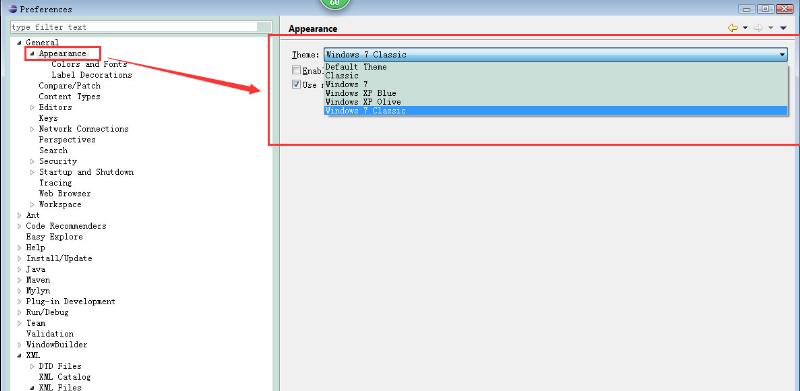 Preferences
60
type filter text
General
Appearance
Colors and Fonts
Label Decorations
Compare/Patch
Content Types
Editors
Keys
Network Connections
Perspectives
Search
Security
Startup and Shutdown
Tracing
Web Browser
Workspace
Ant
Code Recommenders
Easy Explore
Help
Install/Update
Java
Maven
Mylyn
Plug-in Development
Run/Debug
Team
Validation
WindowBuilder
XML
DTD Files
XML Catalog
XML Files
Appearance
Theme: Windows 7 Classic
Default Theme
Classic
Windows 7
Windows XP Blue
Windows XP Olive
Windows 7 Classic
Use